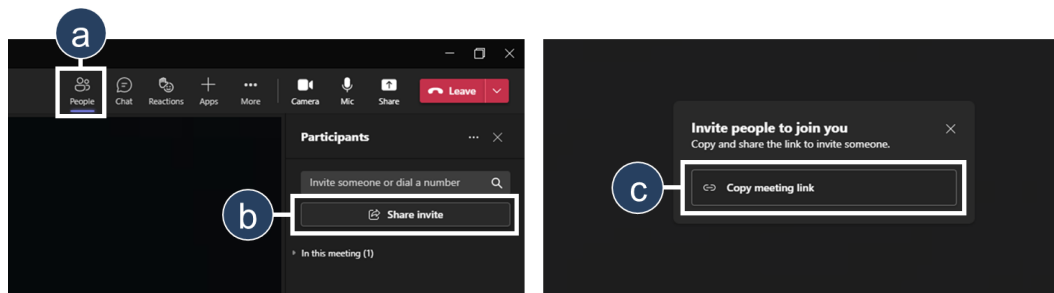 a
People
Chat
Reactions
Apps
More
Camera
Mic
Share
Leave
Participants
Invite someone or dial a number
b
Share invite
In this meeting (1)
Invite people to join you
Copy and share the link to invite someone.
c
Copy meeting link